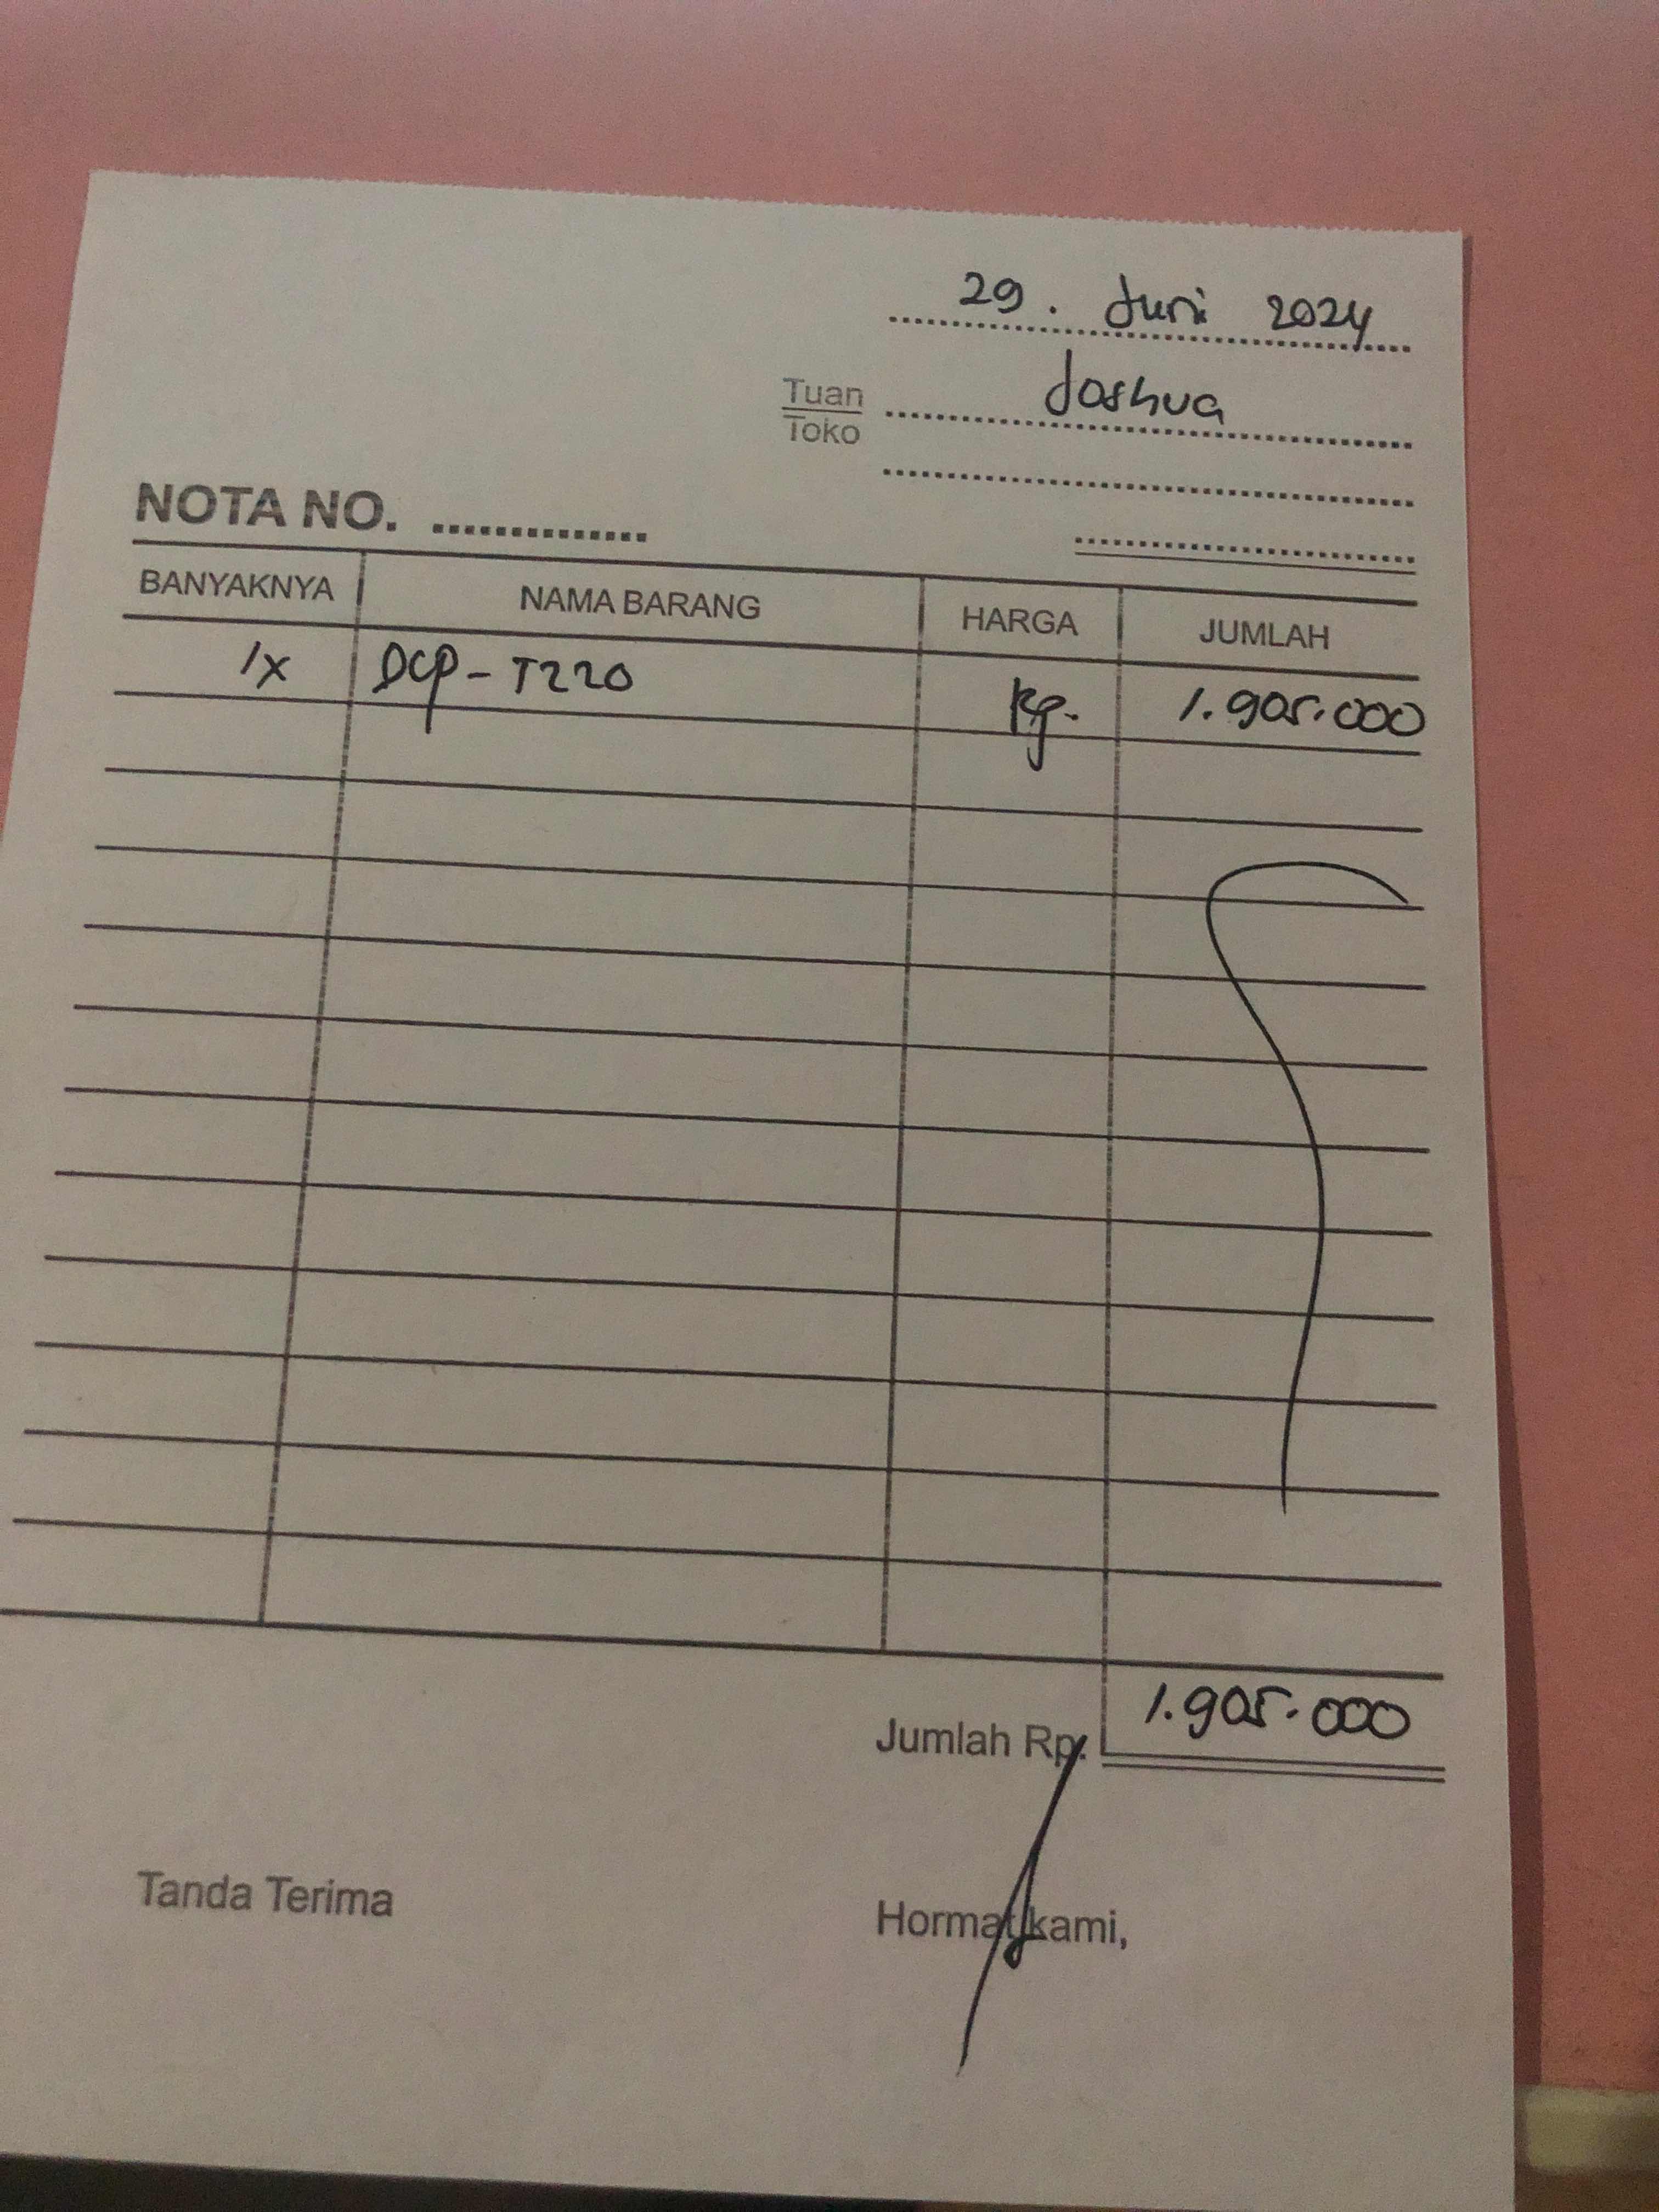 29. Juni 2024
Tuan Joshua
Toko
NOTA NO. ..............
BANYAKNYA NAMA BARANG HARGA JUMLAH
1x DCP-T220 Rp. 1.905.000
Jumlah Rp. 1.905.000
Tanda Terima Hormat kami,